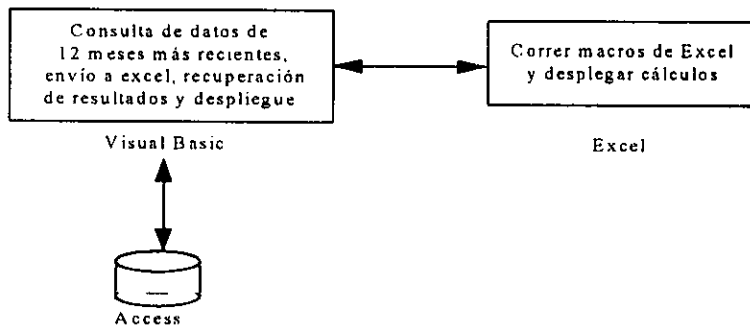 Consulta de datos de
12 meses más recientes,
envío a excel, recuperación
de resultados y despliegue
Visual Basic
Correr macros de Excel
y desplegar cálculos
Excel
Access